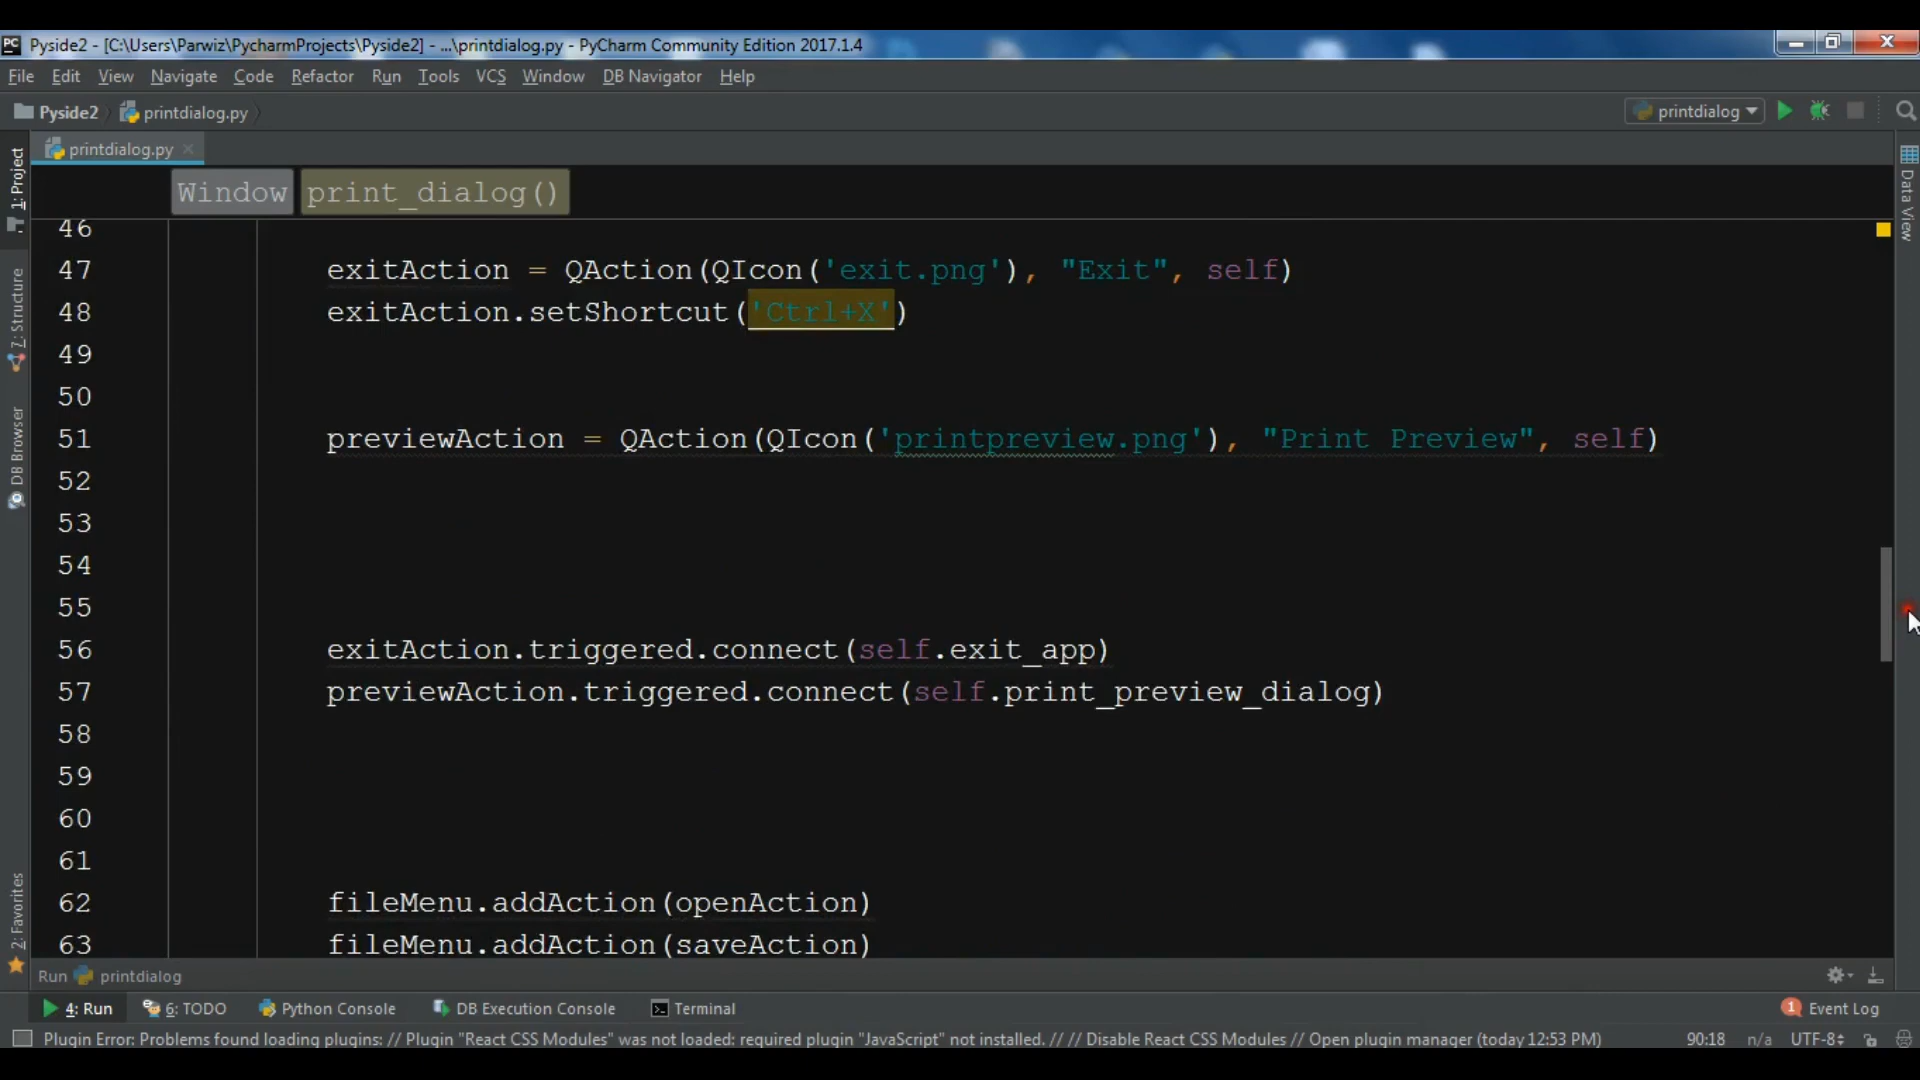 Pyside2 - [C:\Users\Parwiz\PycharmProjects\Pyside2] - ...\printdialog.py - PyCharm Community Edition 2017.1.4
File Edit View Navigate Code Refactor Run Tools VCS Window DB Navigator Help
Pyside2 printdialog.py printdialog
printdialog.py
Window print_dialog()
46
47 exitAction = QAction(QIcon('exit.png'), "Exit", self)
48 exitAction.setShortcut('Ctrl+X')
49
50
51 previewAction = QAction(QIcon('printpreview.png'), "Print Preview", self)
52
53
54
55
56 exitAction.triggered.connect(self.exit_app)
57 previewAction.triggered.connect(self.print_preview_dialog)
58
59
60
61
62 fileMenu.addAction(openAction)
63 fileMenu.addAction(saveAction)
1: Project
7: Structure
DB Browser
2: Favorites
Data View
Run printdialog
4: Run 6: TODO Python Console DB Execution Console Terminal 1 Event Log
Plugin Error: Problems found loading plugins: // Plugin "React CSS Modules" was not loaded: required plugin "JavaScript" not installed. // // Disable React CSS Modules // Open plugin manager (today 12:53 PM) 90:18 n/a UTF-8